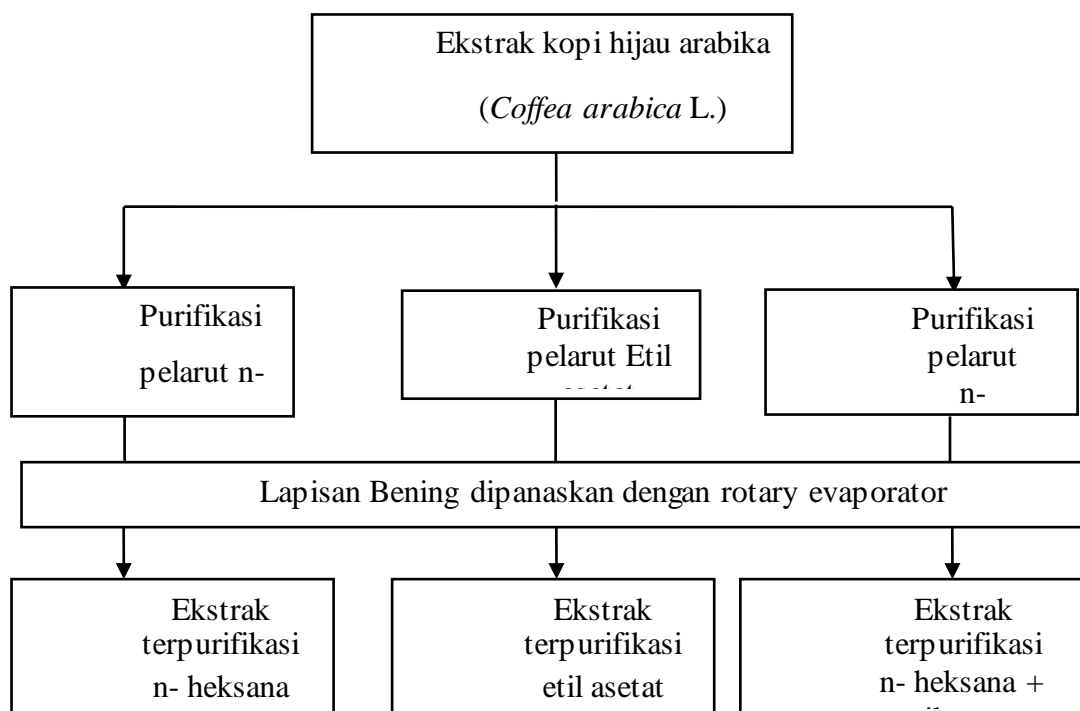 Ekstrak kopi hijau arabika
(Coffea arabica L.)
Purifikasi
pelarut n-
Purifikasi
pelarut Etil
Purifikasi
pelarut
n-
Lapisan Bening dipanaskan dengan rotary evaporator
Ekstrak
terpurifikasi
n- heksana
Ekstrak
terpurifikasi
etil asetat
Ekstrak
terpurifikasi
n- heksana +